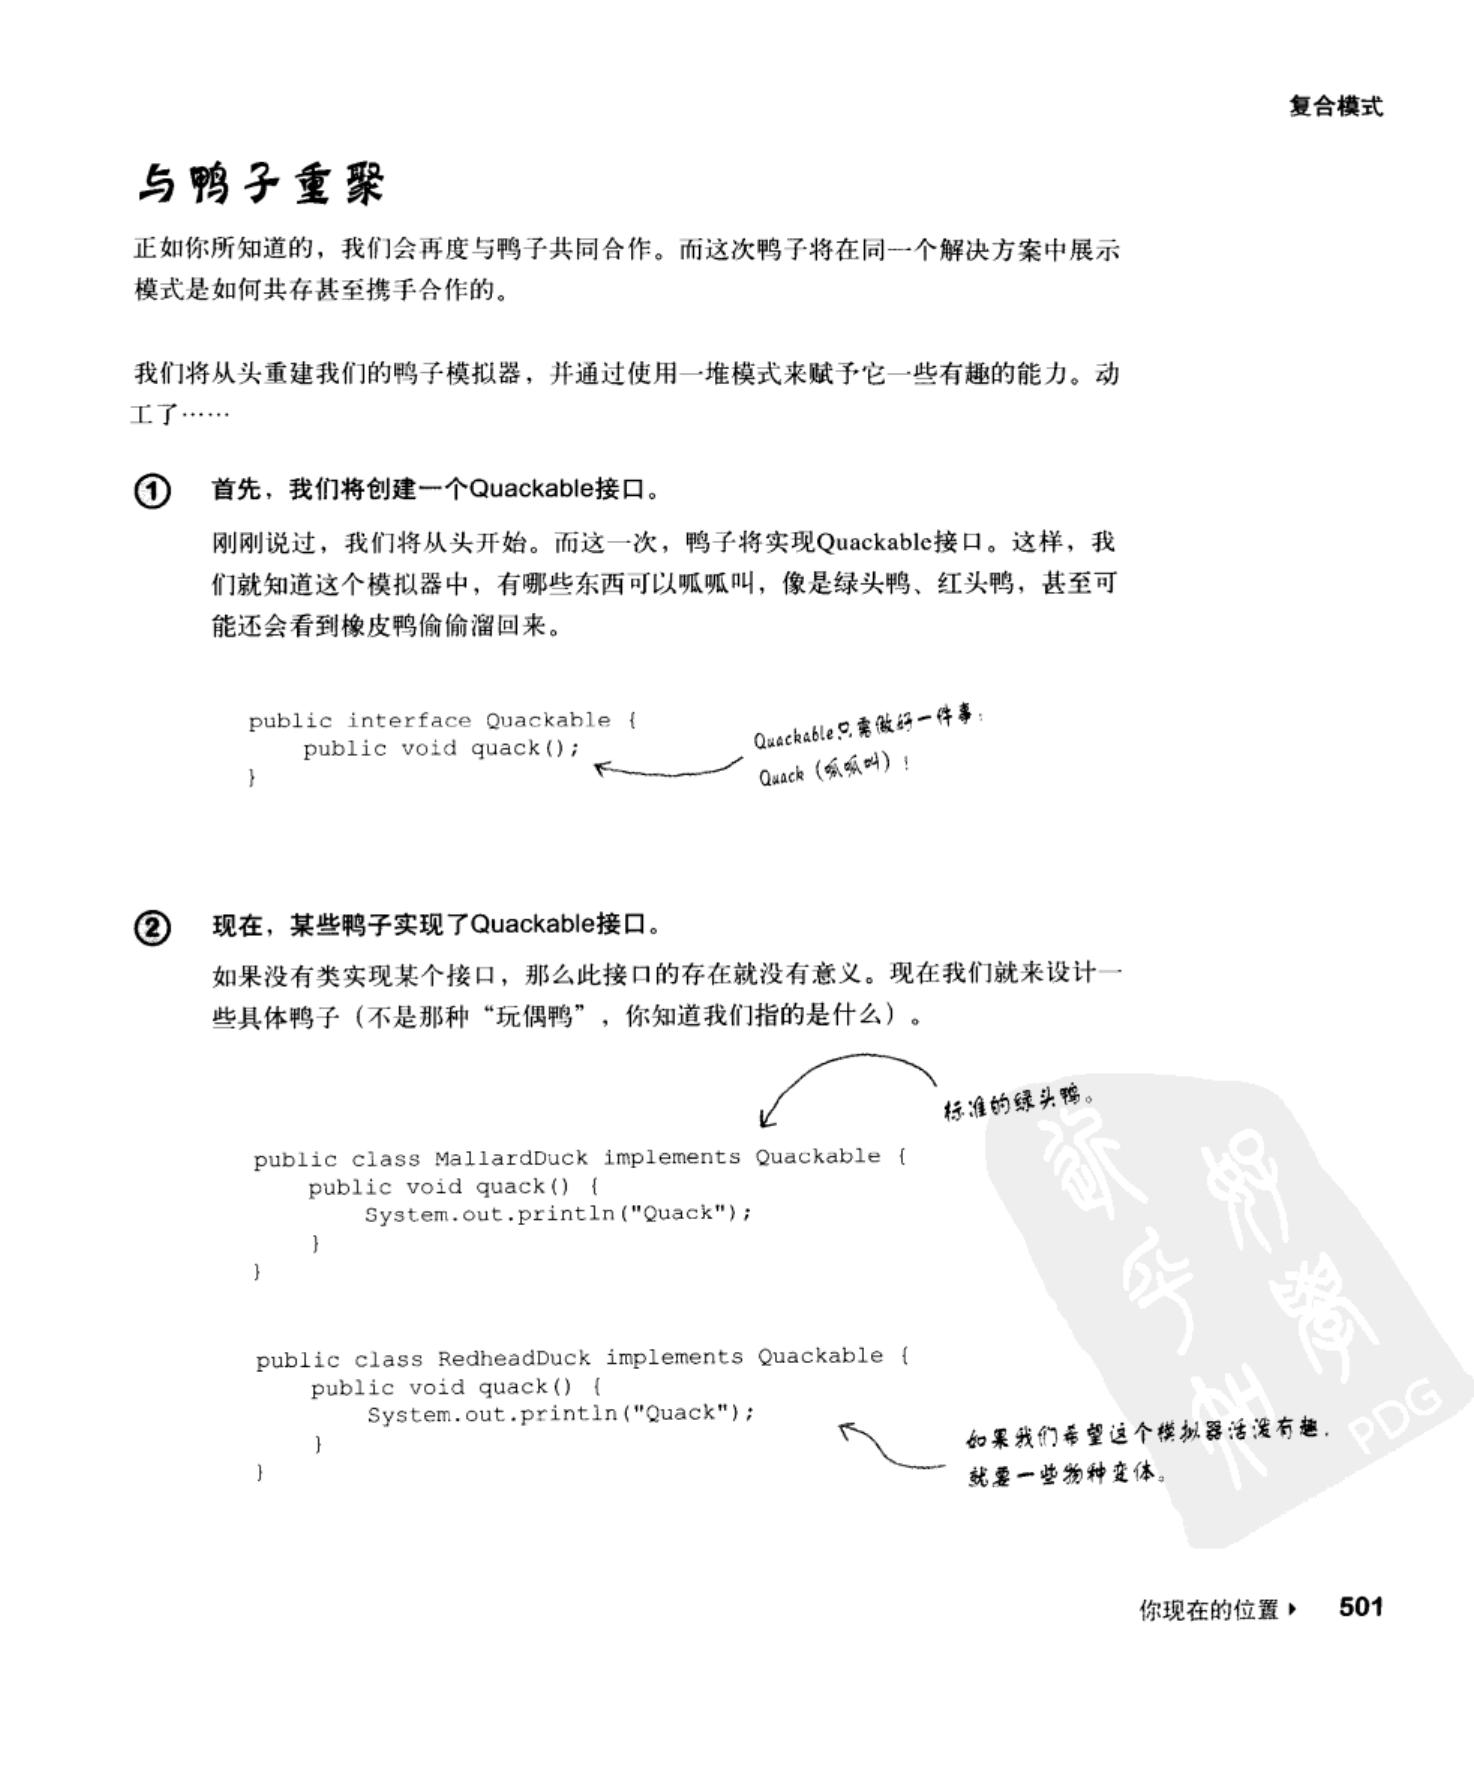 复合模式
与鸭子重聚
正如你所知道的，我们会再度与鸭子共同合作。而这次鸭子将在同一个解决方案中展示
模式是如何共存甚至携手合作的。
我们将从头重建我们的鸭子模拟器，并通过使用一堆模式来赋予它一些有趣的能力。动
工了……
① 首先，我们将创建一个Quackable接口。
刚刚说过，我们将从头开始。而这一次，鸭子将实现Quackable接口。这样，我
们就知道这个模拟器中，有哪些东西可以呱呱叫，像是绿头鸭、红头鸭，甚至可
能还会看到橡皮鸭偷偷溜回来。
public interface Quackable {
public void quack();
}
Quackable只需做好一件事：
Quack（呱呱叫）！
② 现在，某些鸭子实现了Quackable接口。
如果没有类实现某个接口，那么此接口的存在就没有意义。现在我们就来设计一
些具体鸭子（不是那种“玩偶鸭”，你知道我们指的是什么）。
标准的绿头鸭。
public class MallardDuck implements Quackable {
public void quack() {
System.out.println("Quack");
}
}
public class RedheadDuck implements Quackable {
public void quack() {
System.out.println("Quack");
}
}
如果我们希望这个模拟器活泼有趣，
就要一些物种变体。
PDG
你现在的位置 ▸ 501